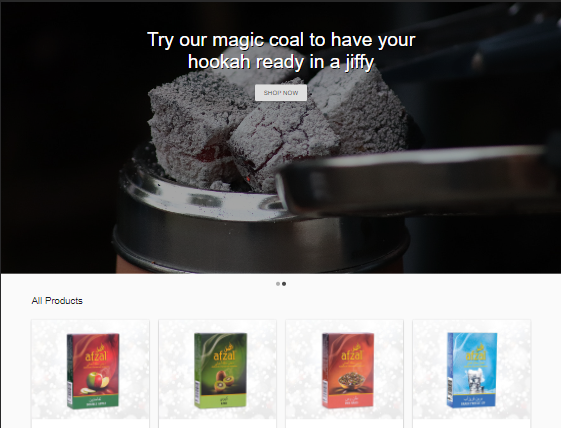 Try our magic coal to have your
hookah ready in a jiffy
SHOP NOW
All Products
afzal
afzal
afzal
afzal